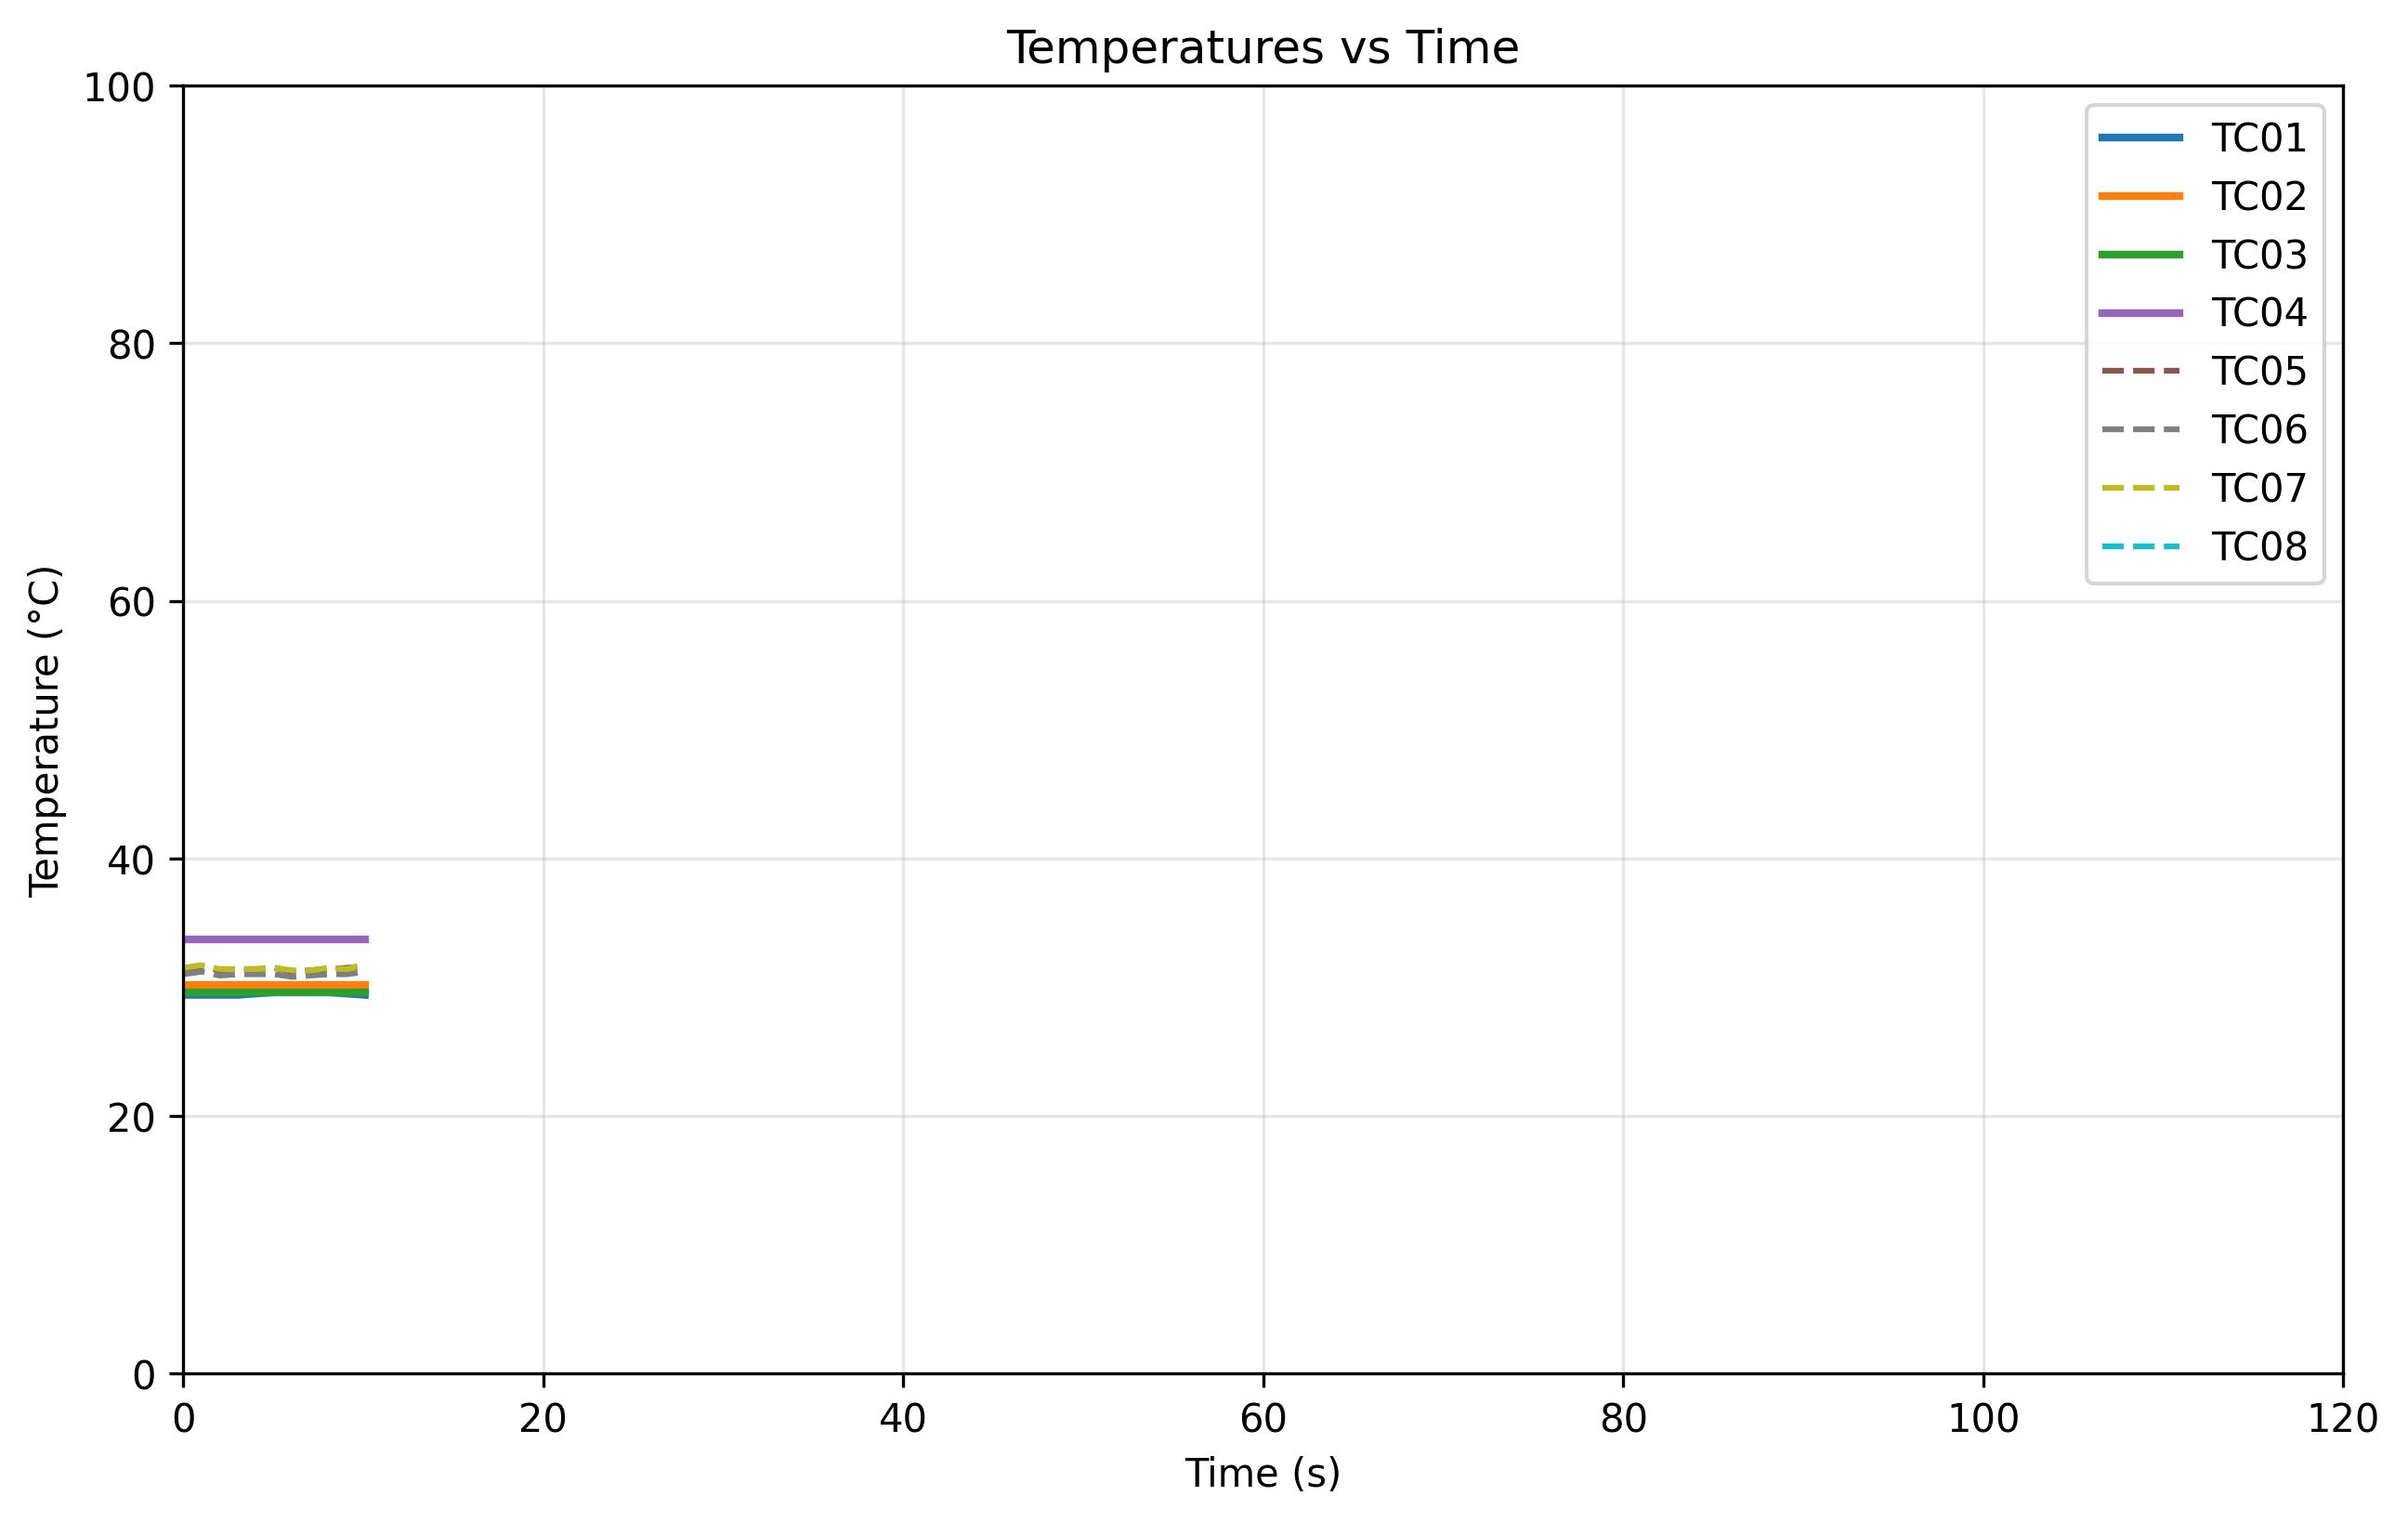 Temperatures vs Time
100
80
60
40
20
0
Temperature (°C)
0 20 40 60 80 100 120
Time (s)
TC01
TC02
TC03
TC04
TC05
TC06
TC07
TC08